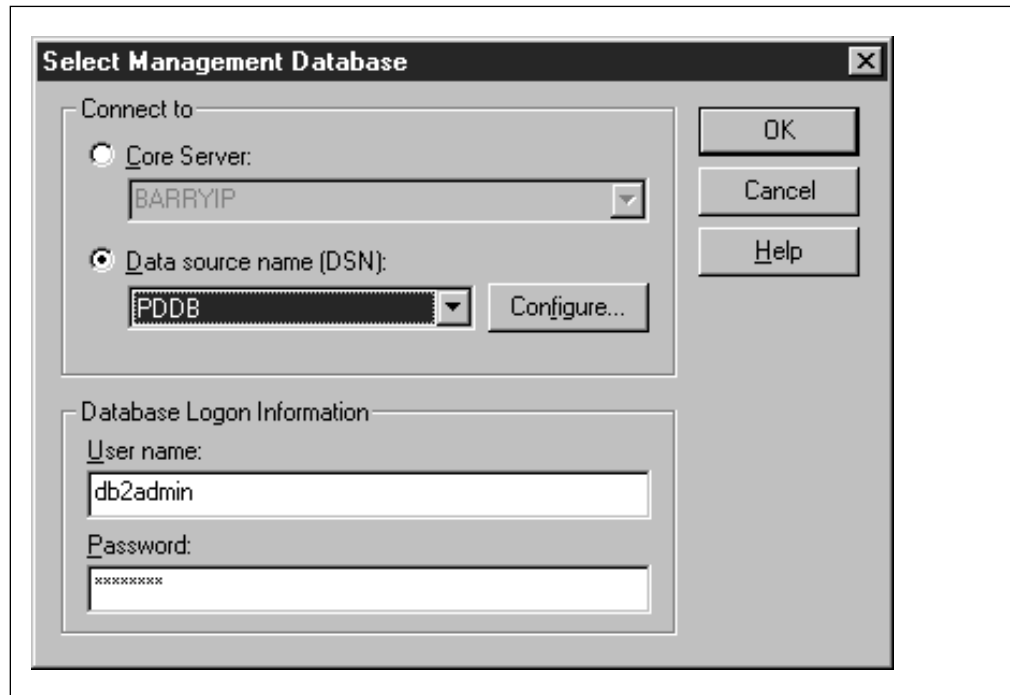 Select Management Database
Connect to
Core Server:
BARRYIP
Data source name (DSN):
PDDB
Configure...
OK
Cancel
Help
Database Logon Information
User name:
db2admin
Password:
********